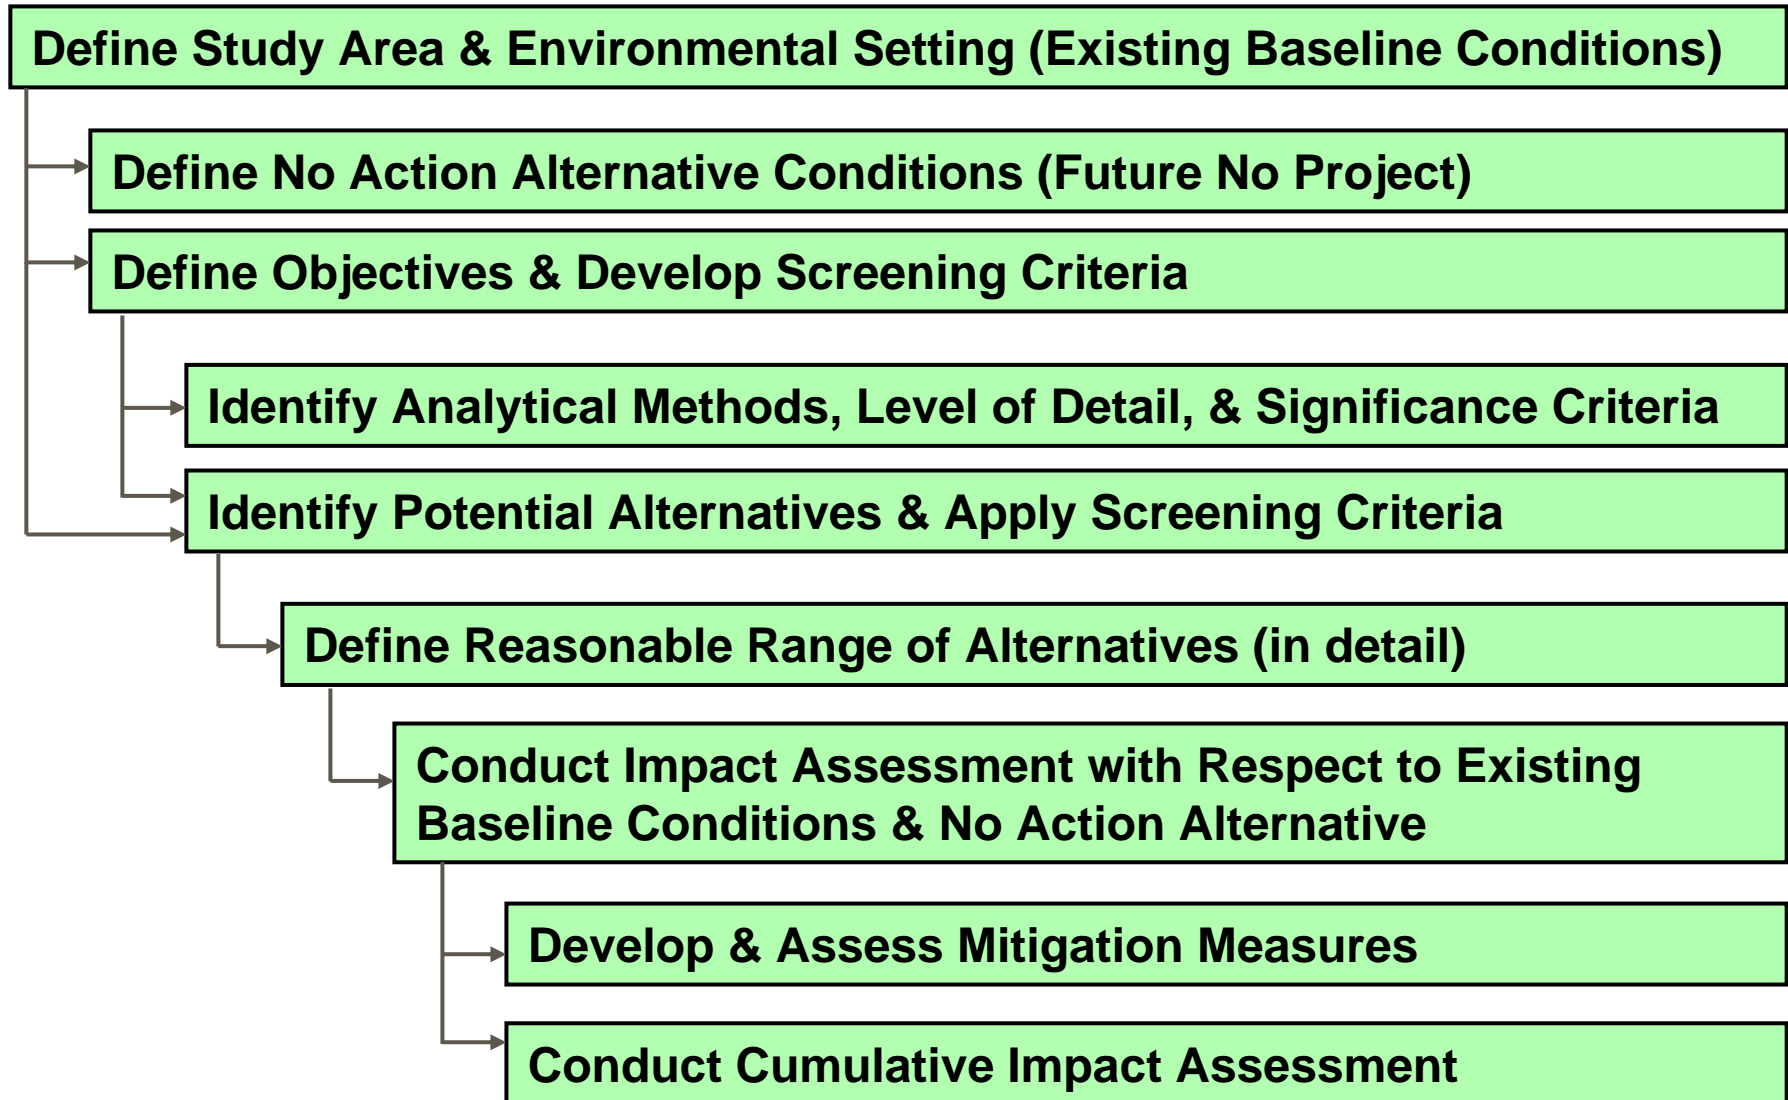 Define Study Area & Environmental Setting (Existing Baseline Conditions)
Define No Action Alternative Conditions (Future No Project)
Define Objectives & Develop Screening Criteria
Identify Analytical Methods, Level of Detail, & Significance Criteria
Identify Potential Alternatives & Apply Screening Criteria
Define Reasonable Range of Alternatives (in detail)
Conduct Impact Assessment with Respect to Existing
Baseline Conditions & No Action Alternative
Develop & Assess Mitigation Measures
Conduct Cumulative Impact Assessment